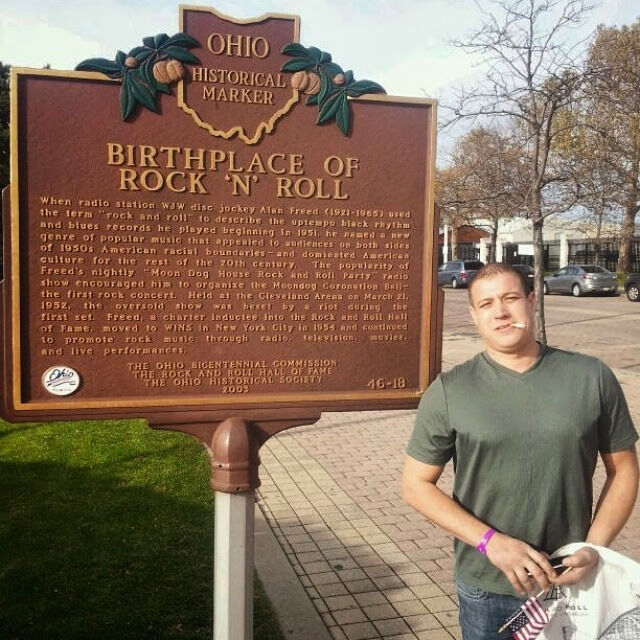 OHIO
HISTORICAL
MARKER
BIRTHPLACE OF
ROCK 'N' ROLL
When radio station WJW disc jockey Alan Freed (1921-1965) used
the term "rock and roll" to describe the uptempo black rhythm
and blues records he played beginning in 1951, he named a new
genre of popular music that appealed to audiences on both sides
of 1950s American racial boundaries—and dominated American
culture for the rest of the 20th century. The popularity of
Freed's nightly "Moon Dog House Rock and Roll Party" radio
show encouraged him to organize the Moondog Coronation Ball—
the first rock concert. Held at the Cleveland Arena on March 21,
1952, the oversold show was beset by a riot during the
first set. Freed, a charter inductee into the Rock and Roll Hall
of Fame, moved to WINS in New York City in 1954 and continued
to promote rock music through radio, television, movies,
and live performances.
THE OHIO BICENTENNIAL COMMISSION
THE ROCK AND ROLL HALL OF FAME
THE OHIO HISTORICAL SOCIETY
2003
46-18
Ohio
ROLL